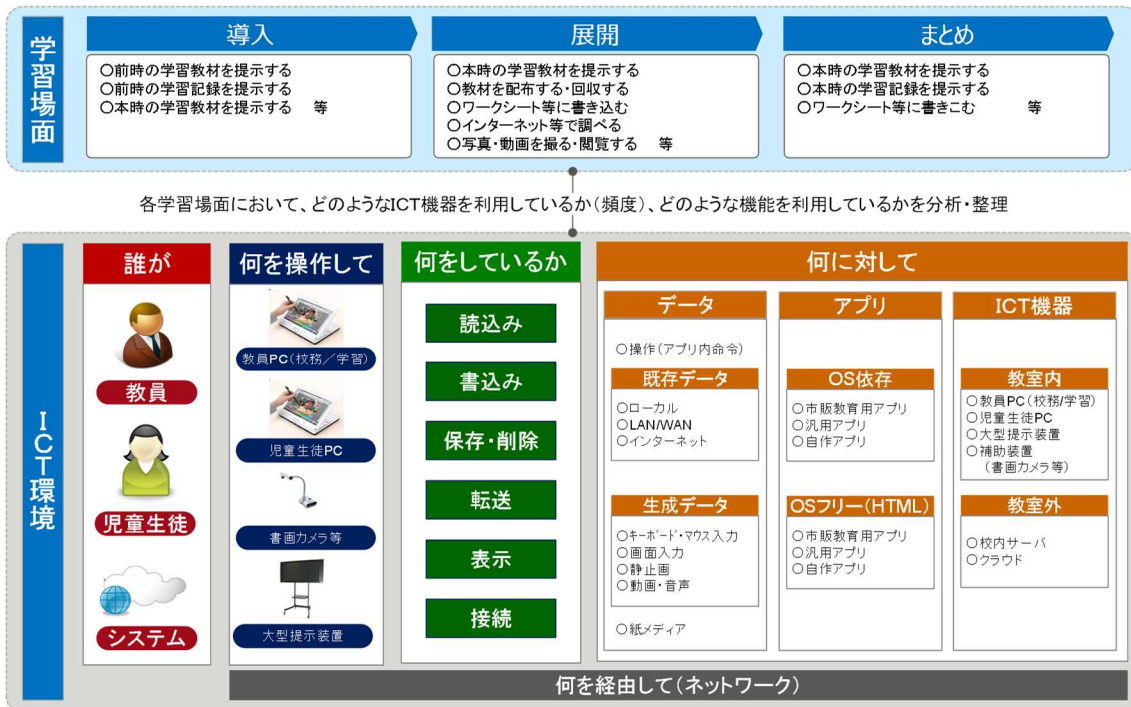 学習場面
導入
○前時の学習教材を提示する
○前時の学習記録を提示する
○本時の学習教材を提示する 等
展開
○本時の学習教材を提示する
○教材を配布する・回収する
○ワークシート等に書き込む
○インターネット等で調べる
○写真・動画を撮る・閲覧する 等
まとめ
○本時の学習教材を提示する
○本時の学習記録を提示する
○ワークシート等に書きこむ 等
各学習場面において、どのようなICT機器を利用しているか(頻度)、どのような機能を利用しているかを分析・整理
ICT環境
誰が
教員
児童生徒
システム
何を操作して
教員PC(校務/学習)
児童生徒PC
書画カメラ等
大型提示装置
何をしているか
読込み
書込み
保存・削除
転送
表示
接続
何に対して
データ
○操作(アプリ内命令)
既存データ
○ローカル
○LAN/WAN
○インターネット
生成データ
○キーボード・マウス入力
○画面入力
○静止画
○動画・音声
○紙メディア
アプリ
OS依存
○市販教育用アプリ
○汎用アプリ
○自作アプリ
OSフリー(HTML)
○市販教育用アプリ
○汎用アプリ
○自作アプリ
ICT機器
教室内
○教員PC(校務/学習)
○児童生徒PC
○大型提示装置
○補助装置
(書画カメラ等)
教室外
○校内サーバ
○クラウド
何を経由して(ネットワーク)